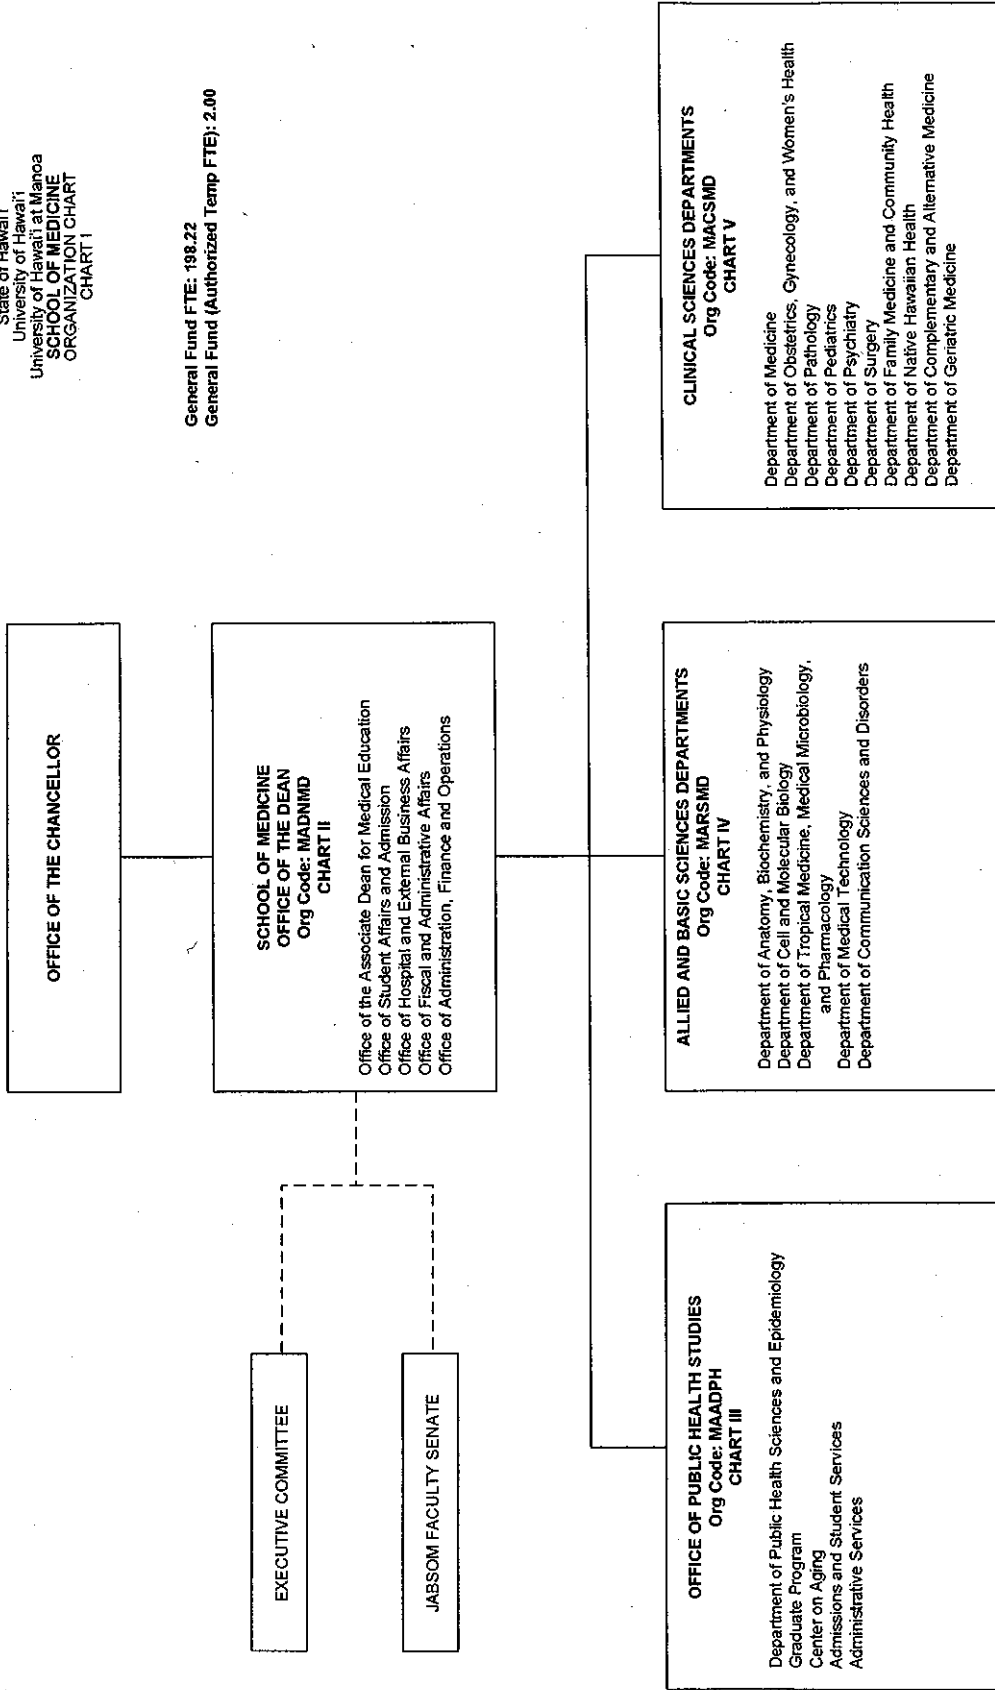 State of Hawai'i
University of Hawai'i
University of Hawai'i at Manoa
SCHOOL OF MEDICINE
ORGANIZATION CHART
CHART I
General Fund FTE: 198.22
General Fund (Authorized Temp FTE): 2.00
OFFICE OF THE CHANCELLOR
SCHOOL OF MEDICINE
OFFICE OF THE DEAN
Org Code: MADNMD
CHART II
Office of the Associate Dean for Medical Education
Office of Student Affairs and Admission
Office of Hospital and External Business Affairs
Office of Fiscal and Administrative Affairs
Office of Administration, Finance and Operations
EXECUTIVE COMMITTEE
JABSOM FACULTY SENATE
OFFICE OF PUBLIC HEALTH STUDIES
Org Code: MAADPH
CHART III
Department of Public Health Sciences and Epidemiology
Graduate Program
Center on Aging
Admissions and Student Services
Administrative Services
ALLIED AND BASIC SCIENCES DEPARTMENTS
Org Code: MARSMD
CHART IV
Department of Anatomy, Biochemistry, and Physiology
Department of Cell and Molecular Biology
Department of Tropical Medicine, Medical Microbiology,
and Pharmacology
Department of Medical Technology
Department of Communication Sciences and Disorders
CLINICAL SCIENCES DEPARTMENTS
Org Code: MACSMD
CHART V
Department of Medicine
Department of Obstetrics, Gynecology, and Women's Health
Department of Pathology
Department of Pediatrics
Department of Psychiatry
Department of Surgery
Department of Family Medicine and Community Health
Department of Native Hawaiian Health
Department of Complementary and Alternative Medicine
Department of Geriatric Medicine